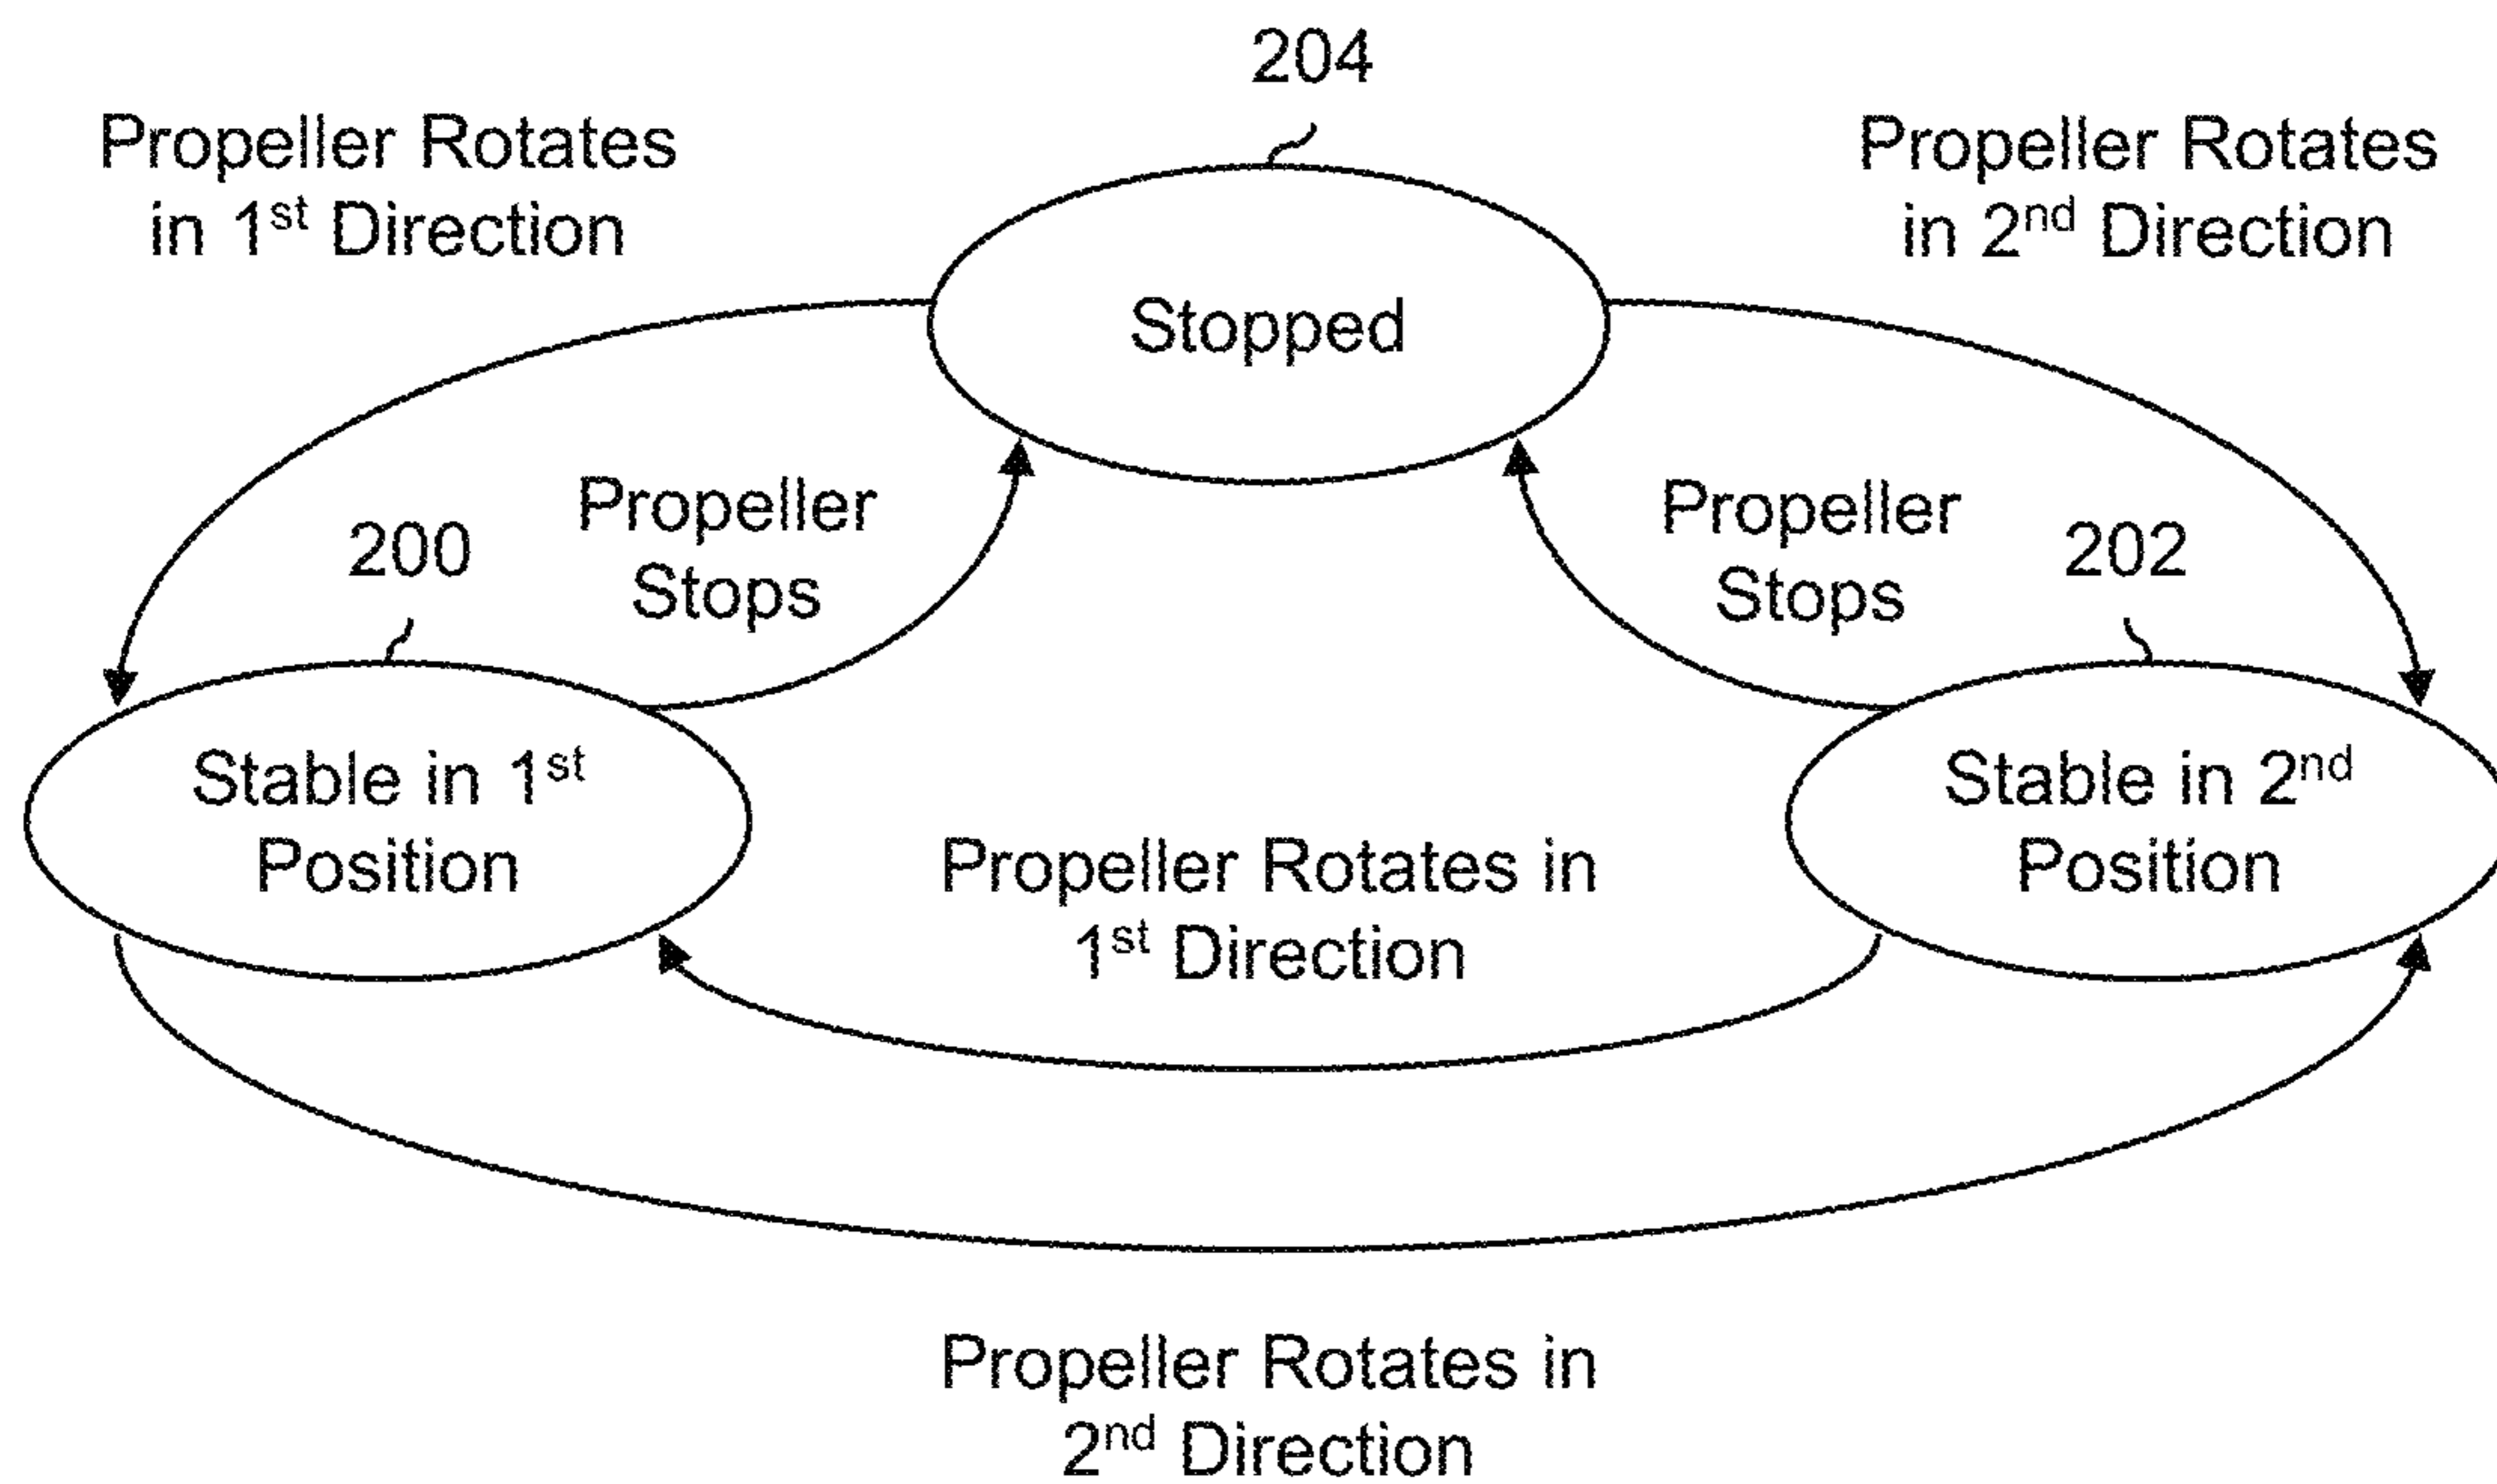 204
Propeller Rotates
in 1st Direction
Propeller Rotates
in 2nd Direction
Stopped
Propeller
Stops
200
Propeller
Stops
202
Stable in 1st
Position
Stable in 2nd
Position
Propeller Rotates in
1st Direction
Propeller Rotates in
2nd Direction